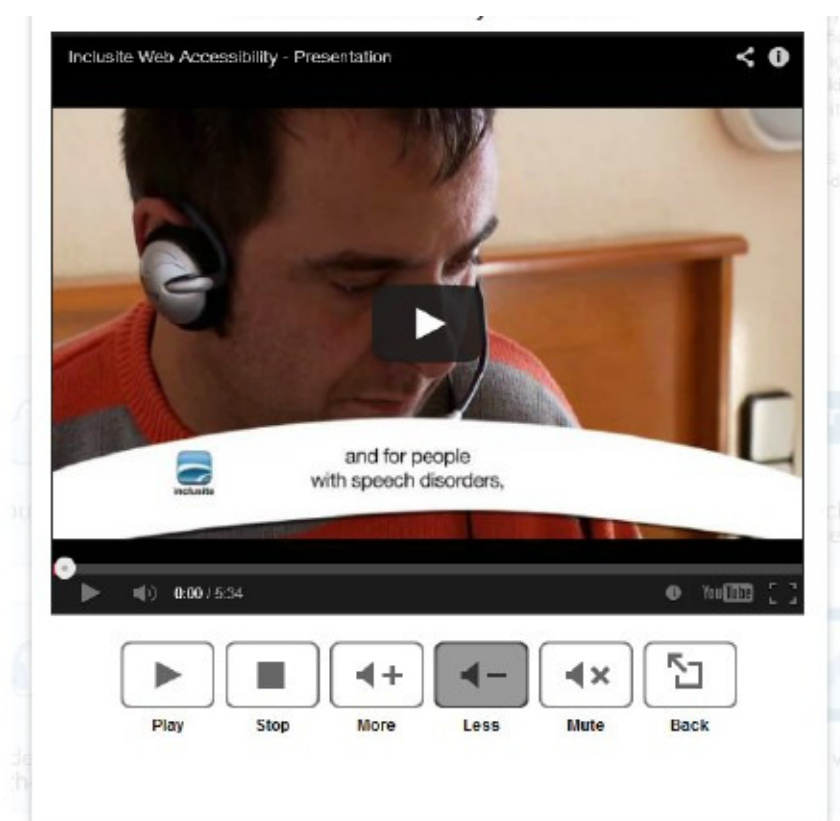 Inclusite Web Accessibility - Presentation
and for people
with speech disorders,
inclusite
0:00 / 5:34
YouTube
Play Stop More Less Mute Back